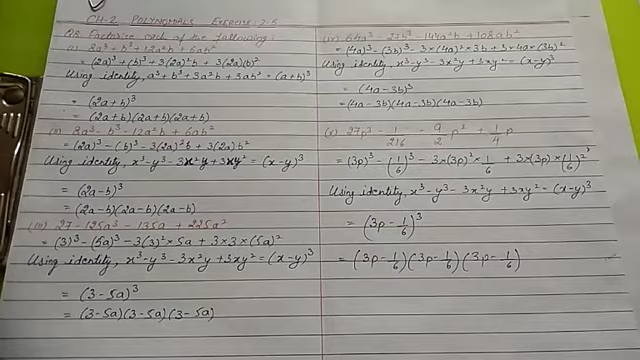 CH-2 POLYNOMIALS EXERCISE: 2.5
Q8. Factorise each of the following:
(i) 8a³ + b³ + 12a²b + 6ab²
= (2a)³ + (b)³ + 3(2a)²b + 3(2a)(b)²
Using identity, a³ + b³ + 3a²b + 3ab² = (a+b)³
= (2a+b)³
= (2a+b)(2a+b)(2a+b)
(ii) 8a³ - b³ - 12a²b + 6ab²
= (2a)³ - (b)³ - 3(2a)²b + 3(2a)b²
Using identity, x³ - y³ - 3x²y + 3xy² = (x-y)³
= (2a-b)³
= (2a-b)(2a-b)(2a-b)
(iii) 27 - 125a³ - 135a + 225a²
= (3)³ - (5a)³ - 3(3)² × 5a + 3×3×(5a)²
Using identity, x³ - y³ - 3x²y + 3xy² = (x-y)³
= (3-5a)³
= (3-5a)(3-5a)(3-5a)
(iv) 64a³ - 27b³ - 144a²b + 108ab²
= (4a)³ - (3b)³ - 3×(4a)²×3b + 3×4a×(3b)²
Using identity, x³ - y³ - 3x²y + 3xy² = (x-y)³
= (4a-3b)³
= (4a-3b)(4a-3b)(4a-3b)
(v) 27p³ - 1/216 - 9/2 p² + 1/4 p
= (3p)³ - (1/6)³ - 3×(3p)² × 1/6 + 3×(3p)×(1/6)²
Using identity, x³ - y³ - 3x²y + 3xy² = (x-y)³
= (3p - 1/6)³
= (3p - 1/6)(3p - 1/6)(3p - 1/6)